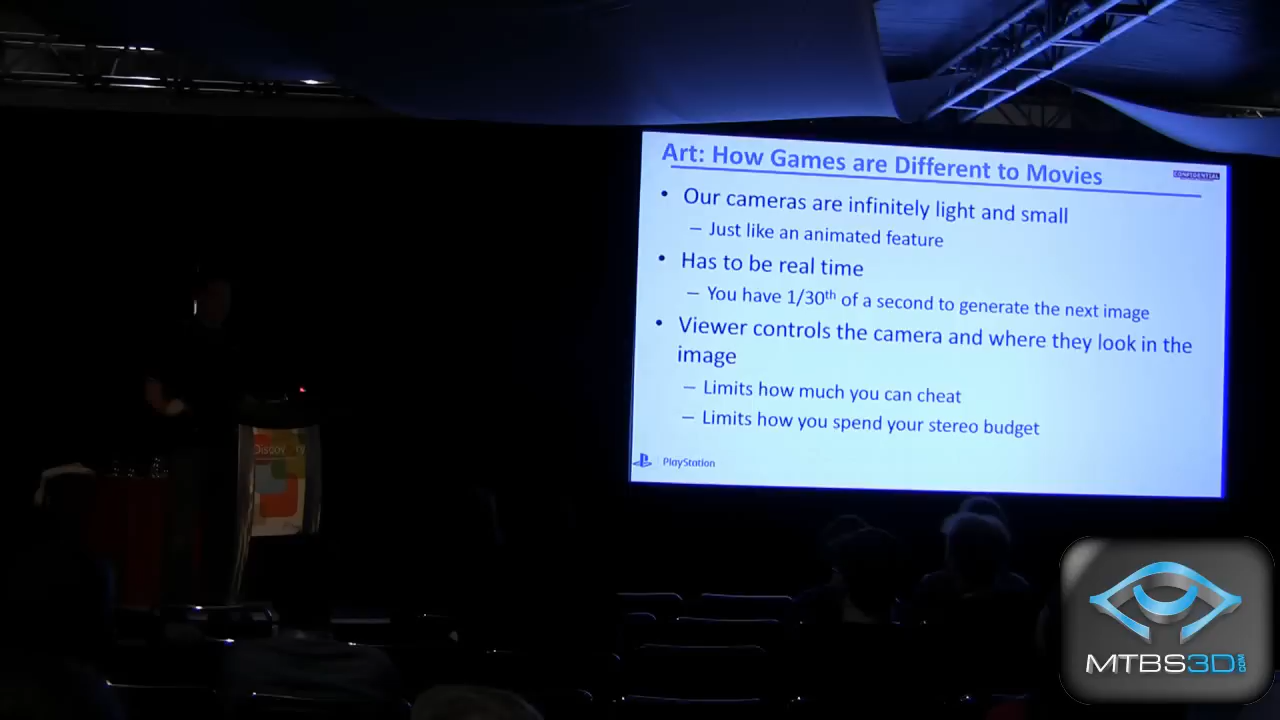 Art: How Games are Different to Movies
CONFIDENTIAL
• Our cameras are infinitely light and small
– Just like an animated feature
• Has to be real time
– You have 1/30th of a second to generate the next image
• Viewer controls the camera and where they look in the
image
– Limits how much you can cheat
– Limits how you spend your stereo budget
PlayStation
MTBS3D.COM